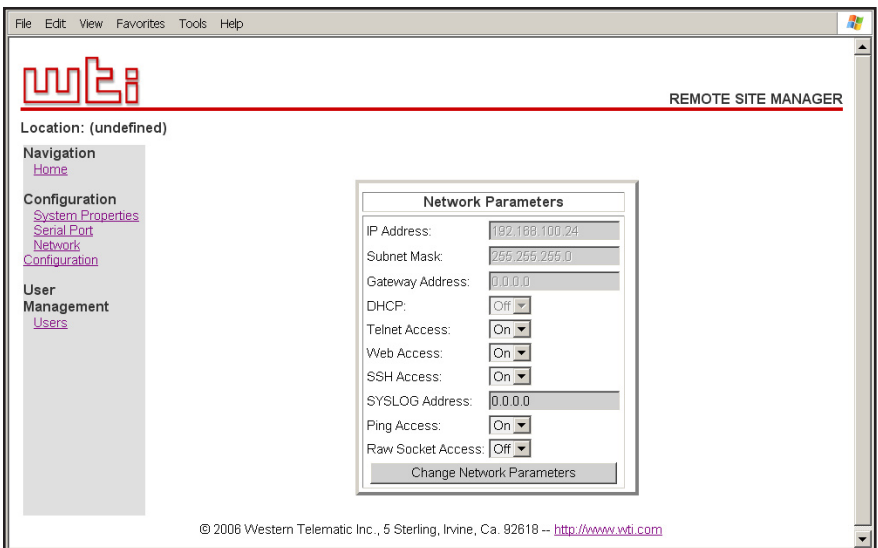 File Edit View Favorites Tools Help
wti
REMOTE SITE MANAGER
Location: (undefined)
Navigation
Home
Configuration
System Properties
Serial Port
Network
Configuration
User
Management
Users
Network Parameters
IP Address: 192.168.100.24
Subnet Mask: 255.255.255.0
Gateway Address: 0.0.0.0
DHCP: Off
Telnet Access: On
Web Access: On
SSH Access: On
SYSLOG Address: 0.0.0.0
Ping Access: On
Raw Socket Access: Off
Change Network Parameters
© 2006 Western Telematic Inc., 5 Sterling, Irvine, Ca. 92618 -- http://www.wti.com